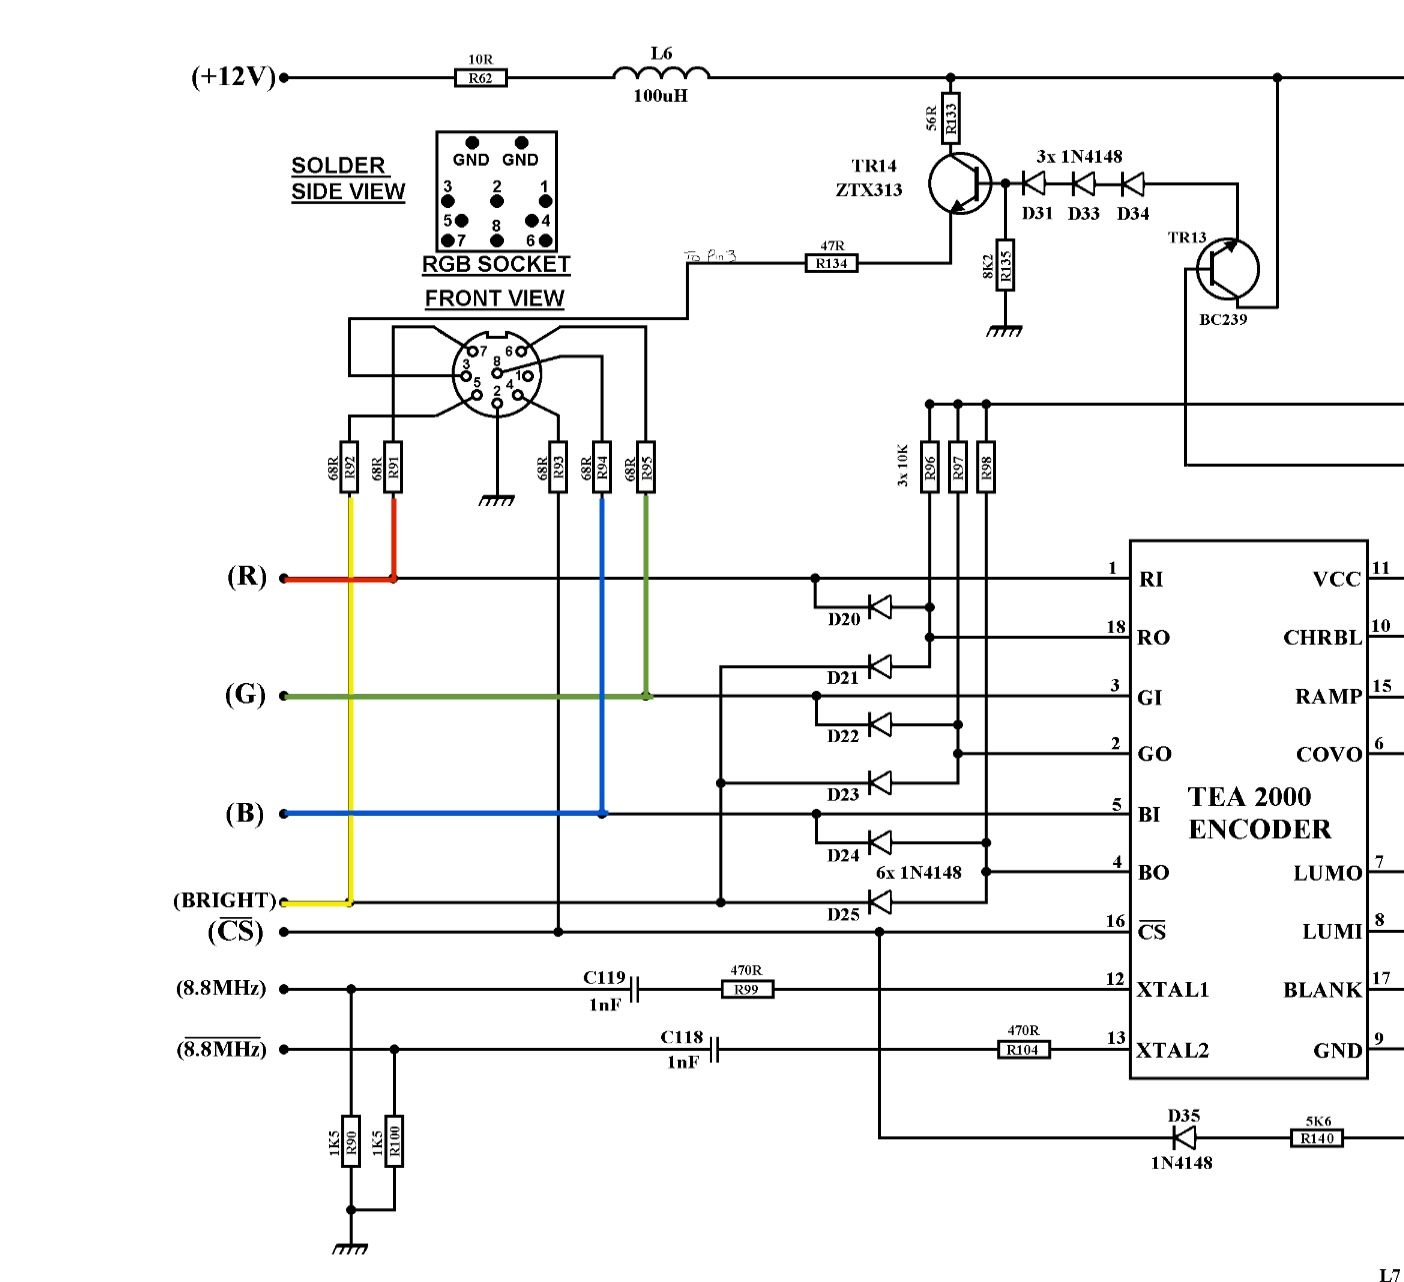 (+12V)
10R
R62
L6
100uH
56R
R133
SOLDER
SIDE VIEW
GND GND
3 2 1
5 8 4
7 6
RGB SOCKET
FRONT VIEW
TR14
ZTX313
3x 1N4148
D31 D33 D34
TR13
BC239
To Pin 3
47R
R134
8K2
R135
7 6
3 8 1
5 2 4
68R
R92
68R
R91
68R
R93
68R
R94
68R
R95
3x 10K
R96
R97
R98
(R)
D20
1
RI
VCC
11
18
RO
CHRBL
10
D21
(G)
3
GI
RAMP
15
D22
2
GO
COVO
6
D23
TEA 2000
ENCODER
(B)
5
BI
D24
6x 1N4148
4
BO
LUMO
7
(BRIGHT)
D25
(CS)
16
CS
LUMI
8
(8.8MHz)
C119
1nF
470R
R99
12
XTAL1
BLANK
17
(8.8MHz)
C118
1nF
470R
R104
13
XTAL2
GND
9
1K5
R90
1K5
R100
D35
1N4148
5K6
R140
L7